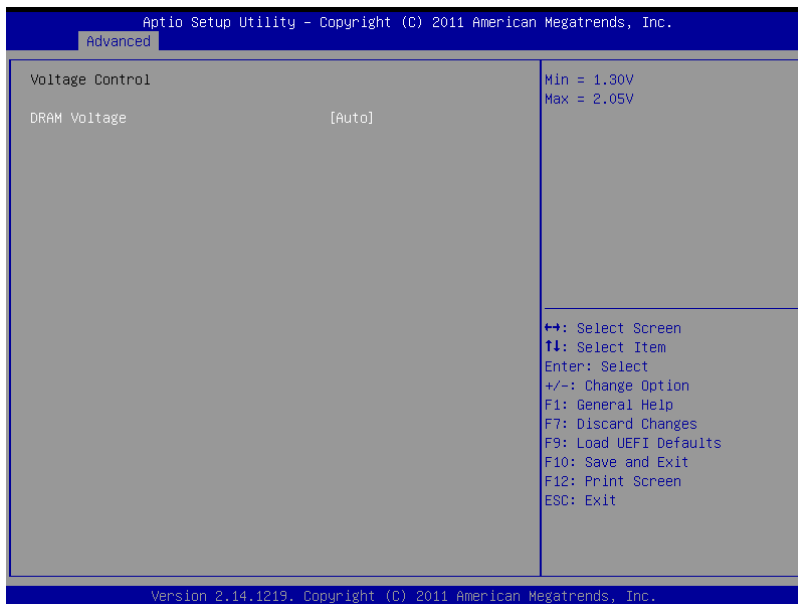 Aptio Setup Utility – Copyright (C) 2011 American Megatrends, Inc.
Advanced
Voltage Control
DRAM Voltage [Auto]
Min = 1.30V
Max = 2.05V
↔: Select Screen
↑↓: Select Item
Enter: Select
+/-: Change Option
F1: General Help
F7: Discard Changes
F9: Load UEFI Defaults
F10: Save and Exit
F12: Print Screen
ESC: Exit
Version 2.14.1219. Copyright (C) 2011 American Megatrends, Inc.